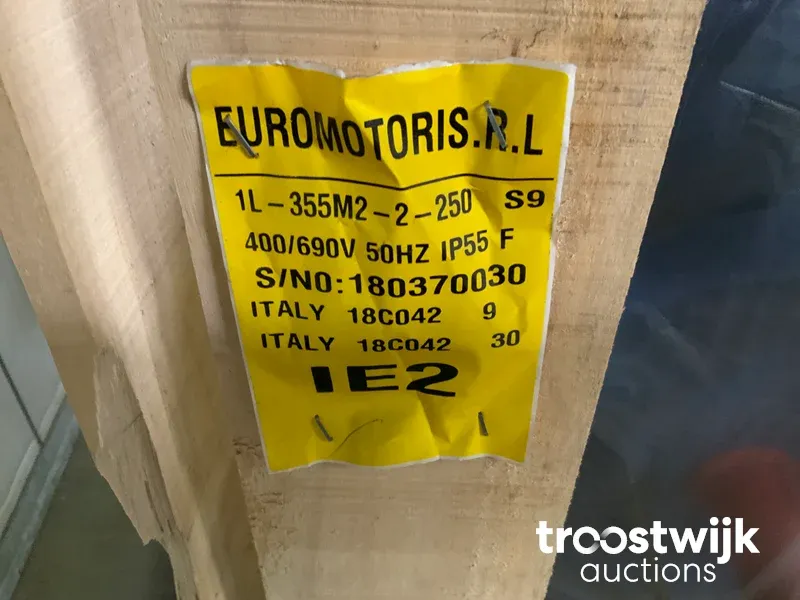 EUROMOTORIS.R.L
1L-355M2-2-250 S9
400/690V 50HZ IP55 F
S/N0:180370030
ITALY 18C042 9
ITALY 18C042 30
IE2
troostwijk
auctions